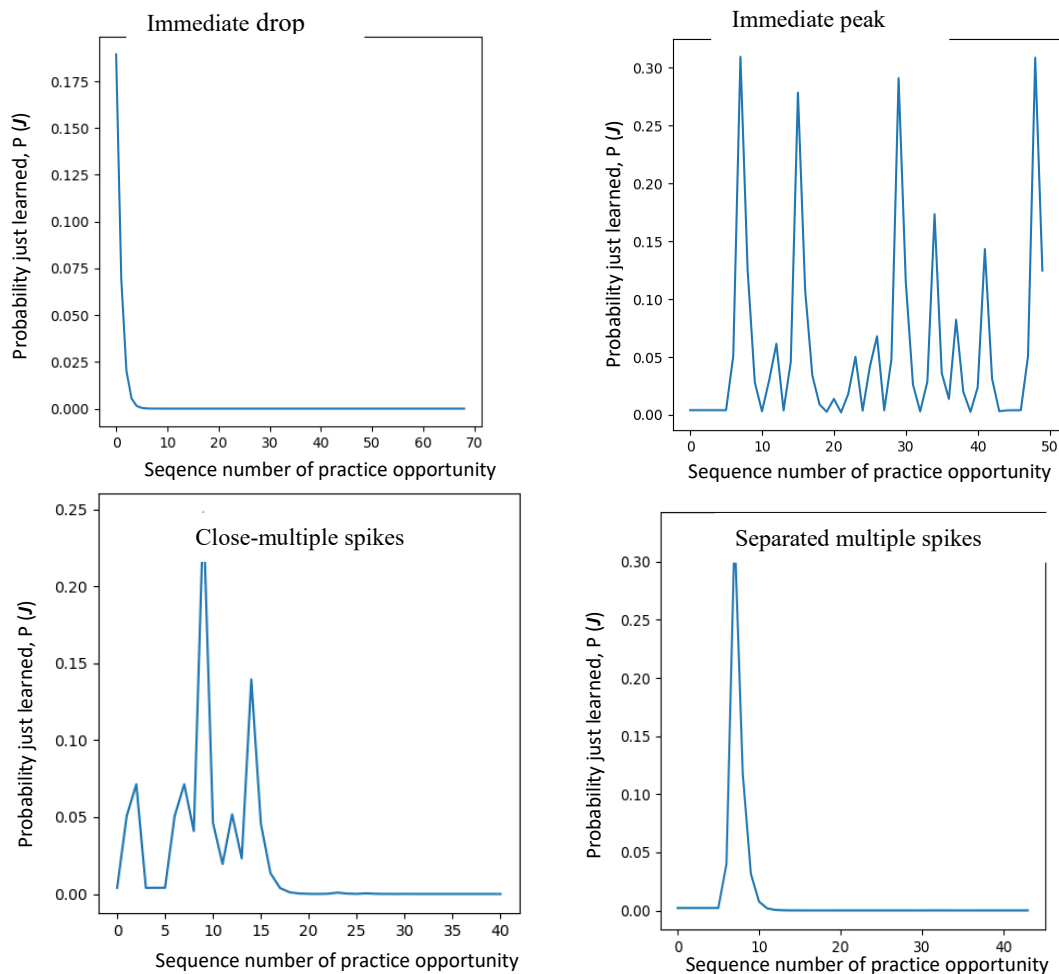 Immediate drop
Probability just learned, P (J)
0.175
0.150
0.125
0.100
0.075
0.050
0.025
0.000
0 10 20 30 40 50 60 70
Seqence number of practice opportunity
Immediate peak
Probability just learned, P (J)
0.30
0.25
0.20
0.15
0.10
0.05
0.00
0 10 20 30 40 50
Sequence number of practice opportunity
Close-multiple spikes
Probability just learned, P (J)
0.25
0.20
0.15
0.10
0.05
0.00
0 5 10 15 20 25 30 35 40
Sequence number of practice opportunity
Separated multiple spikes
Probability just learned, P (J)
0.30
0.25
0.20
0.15
0.10
0.05
0.00
0 10 20 30 40
Sequence number of practice opportunity